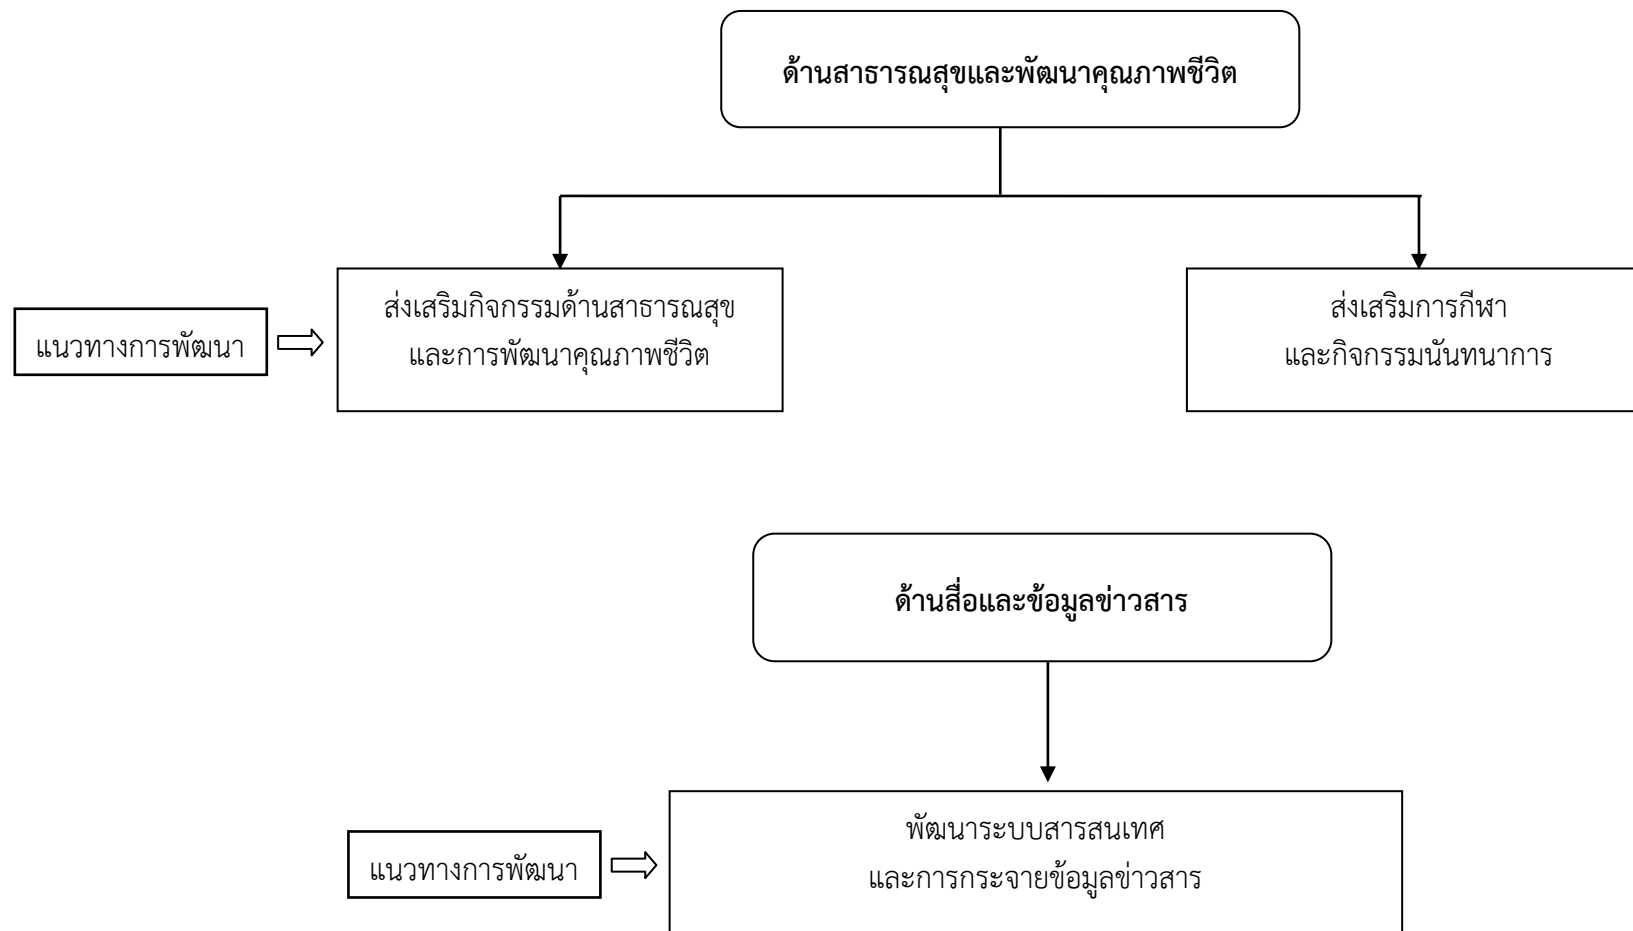 ด้านสาธารณสุขและพัฒนาคุณภาพชีวิต
แนวทางการพัฒนา
ส่งเสริมกิจกรรมด้านสาธารณสุข
และการพัฒนาคุณภาพชีวิต
ส่งเสริมการกีฬา
และกิจกรรมนันทนาการ
ด้านสื่อและข้อมูลข่าวสาร
แนวทางการพัฒนา
พัฒนาระบบสารสนเทศ
และการกระจายข้อมูลข่าวสาร